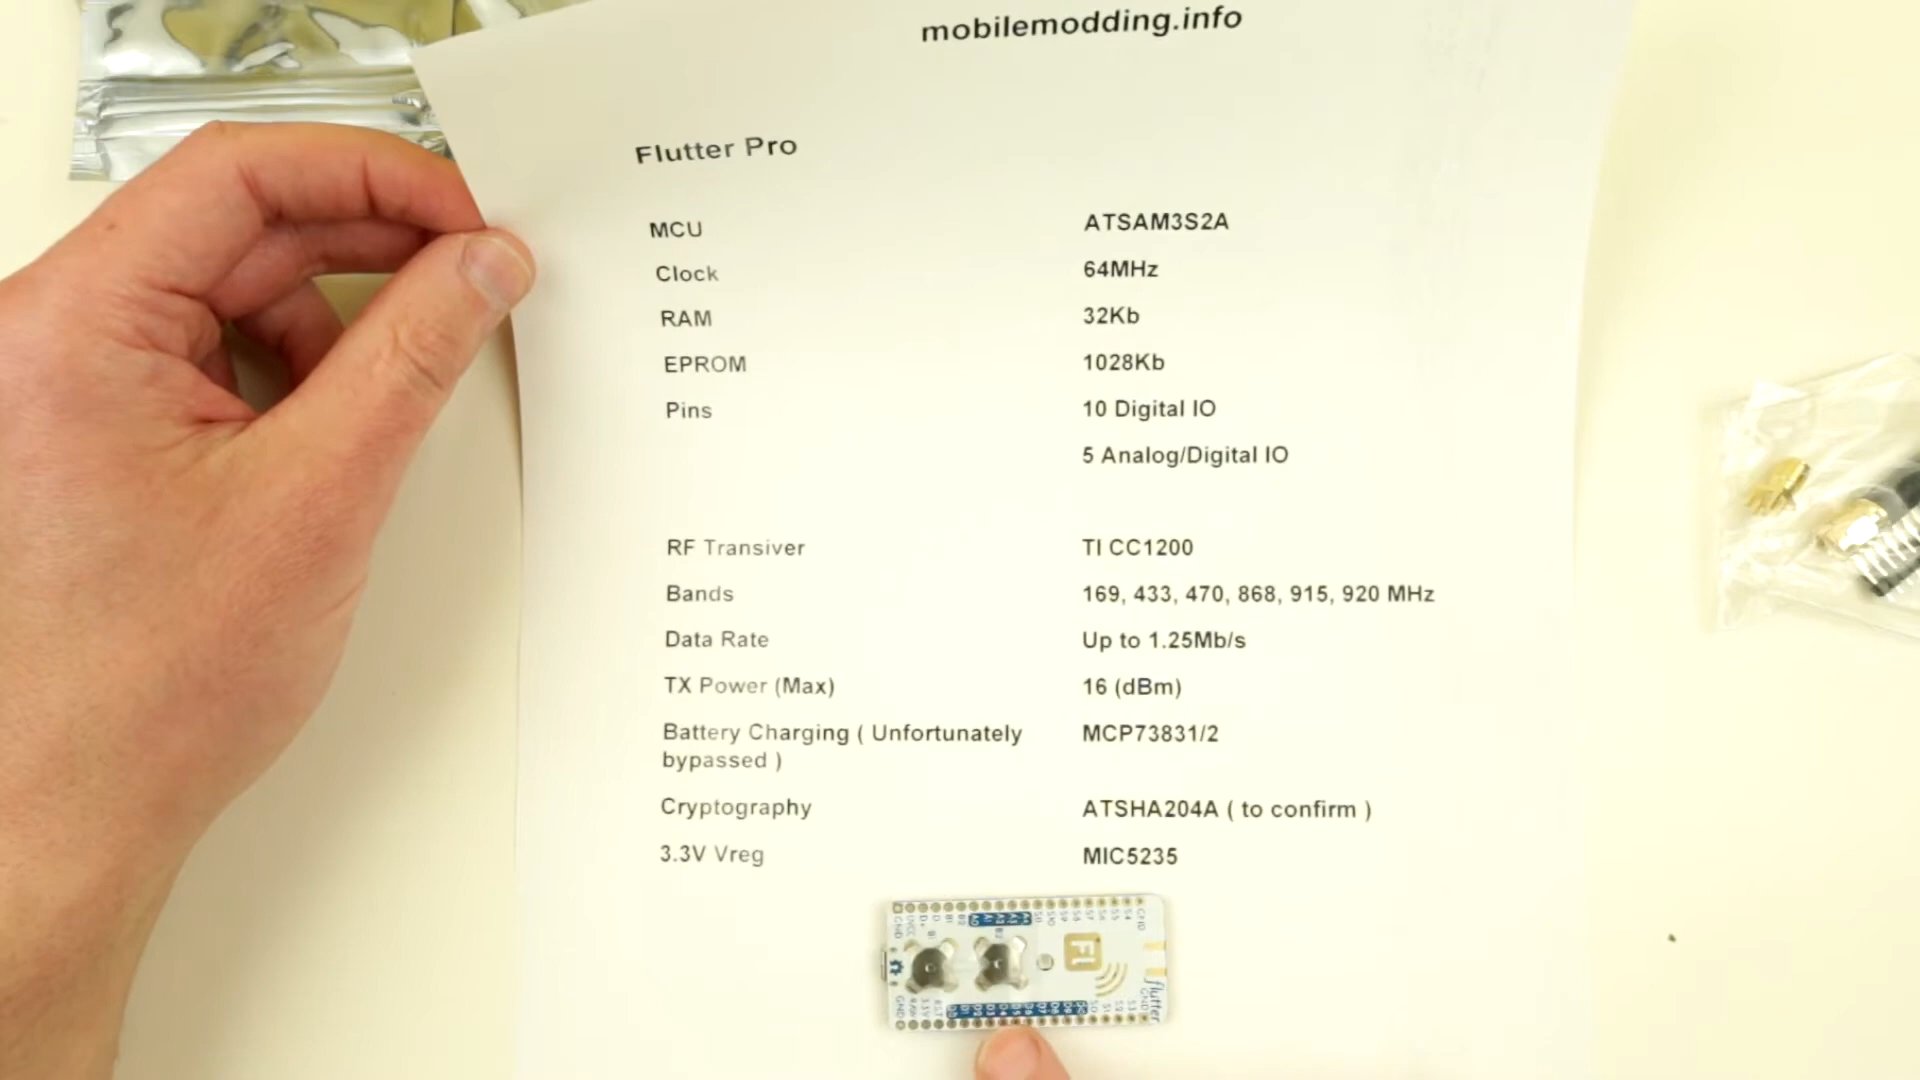 mobilemodding.info
Flutter Pro
MCU ATSAM3S2A
Clock 64MHz
RAM 32Kb
EPROM 1028Kb
Pins 10 Digital IO
5 Analog/Digital IO
RF Transiver TI CC1200
Bands 169, 433, 470, 868, 915, 920 MHz
Data Rate Up to 1.25Mb/s
TX Power (Max) 16 (dBm)
Battery Charging ( Unfortunately MCP73831/2
bypassed )
Cryptography ATSHA204A ( to confirm )
3.3V Vreg MIC5235
Fl
flutter